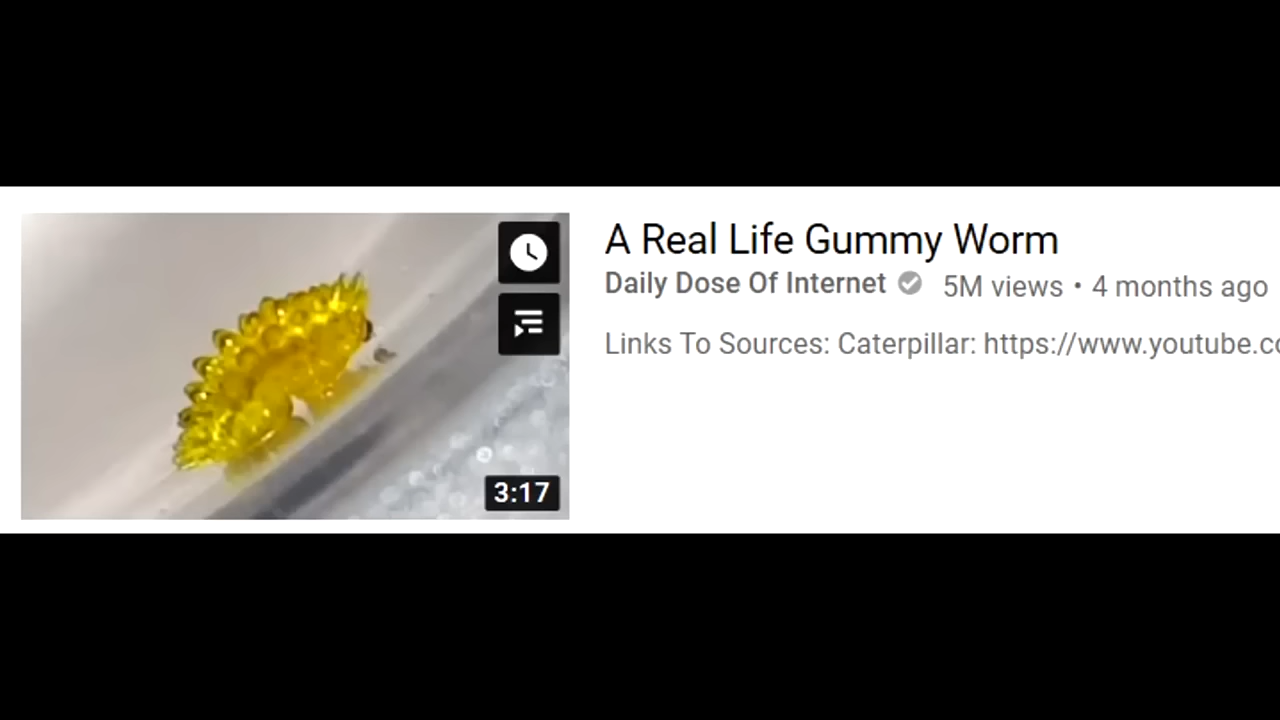 A Real Life Gummy Worm
Daily Dose Of Internet 5M views • 4 months ago
Links To Sources: Caterpillar: https://www.youtube.co
3:17